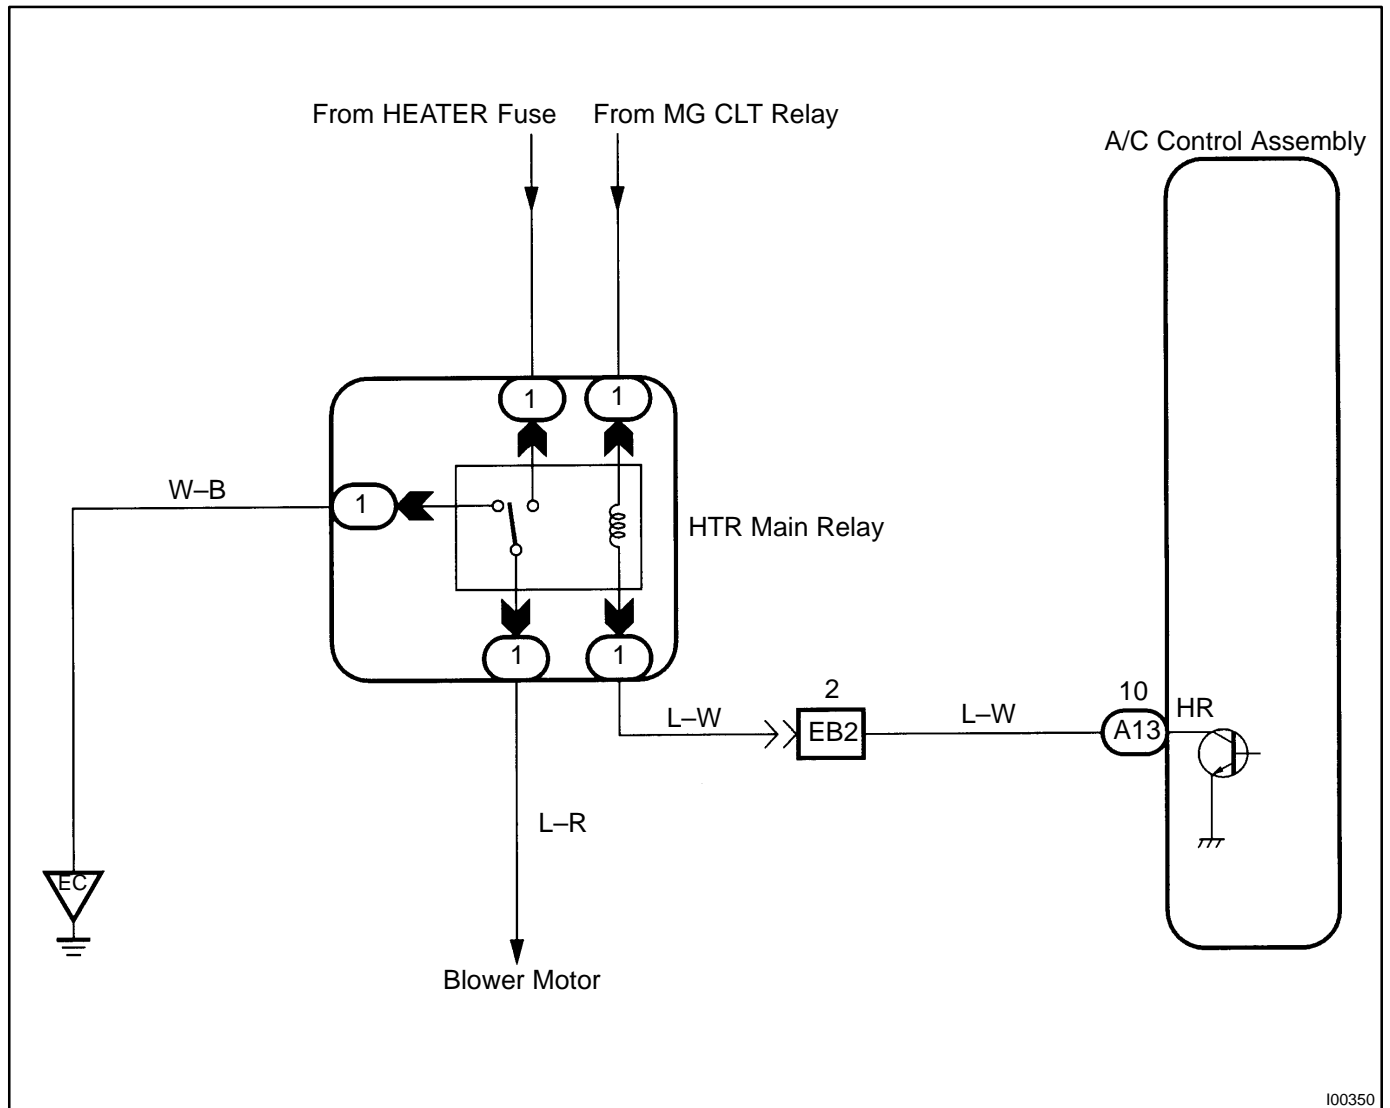 From HEATER Fuse
From MG CLT Relay
A/C Control Assembly
1
1
W–B
1
HTR Main Relay
1
1
2
10
L–W
EB2
L–W
A13
HR
L–R
EC
Blower Motor
I00350